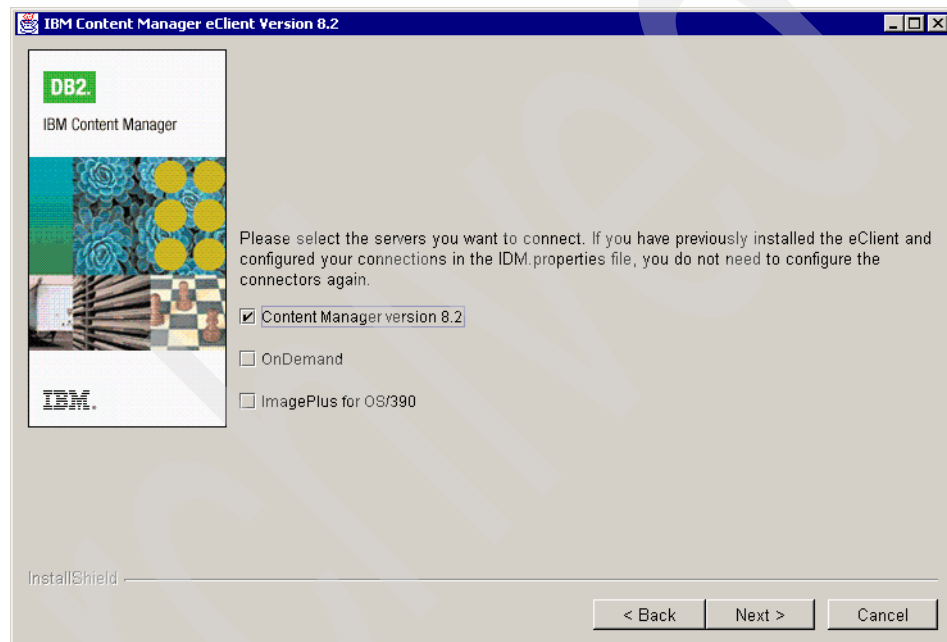 IBM Content Manager eClient Version 8.2
DB2.
IBM Content Manager
Please select the servers you want to connect. If you have previously installed the eClient and
configured your connections in the IDM.properties file, you do not need to configure the
connectors again.
Content Manager version 8.2
OnDemand
ImagePlus for OS/390
IBM.
InstallShield
< Back
Next >
Cancel